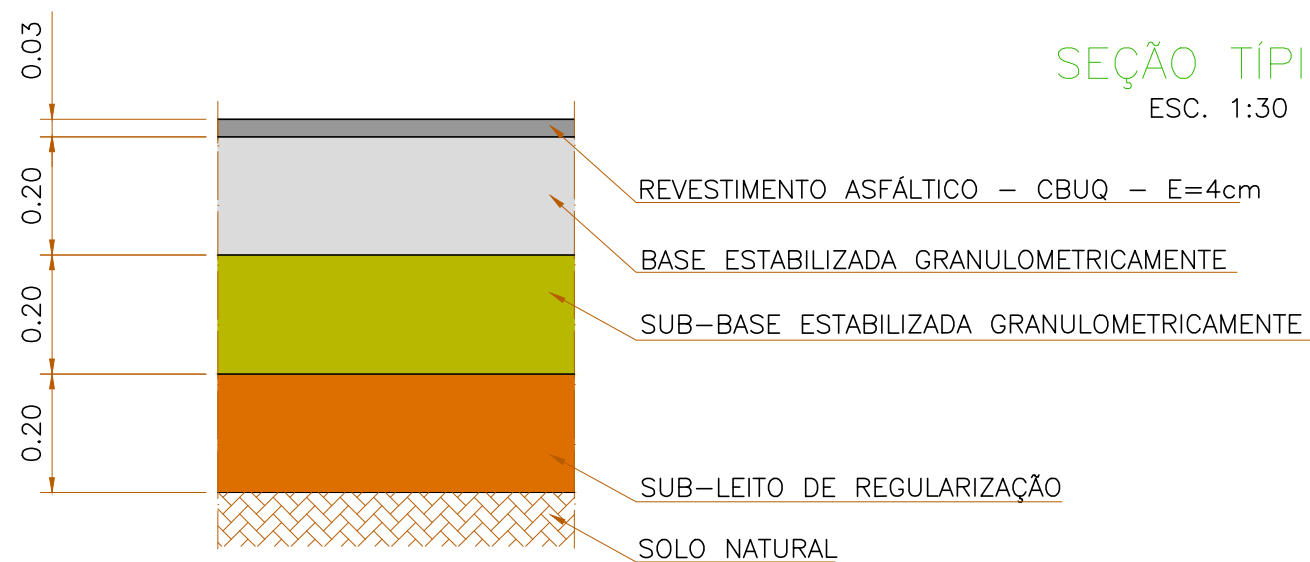 SEÇÃO TÍPI
ESC. 1:30
0.03
0.20
0.20
0.20
REVESTIMENTO ASFÁLTICO – CBUQ – E=4cm
BASE ESTABILIZADA GRANULOMETRICAMENTE
SUB–BASE ESTABILIZADA GRANULOMETRICAMENTE
SUB–LEITO DE REGULARIZAÇÃO
SOLO NATURAL